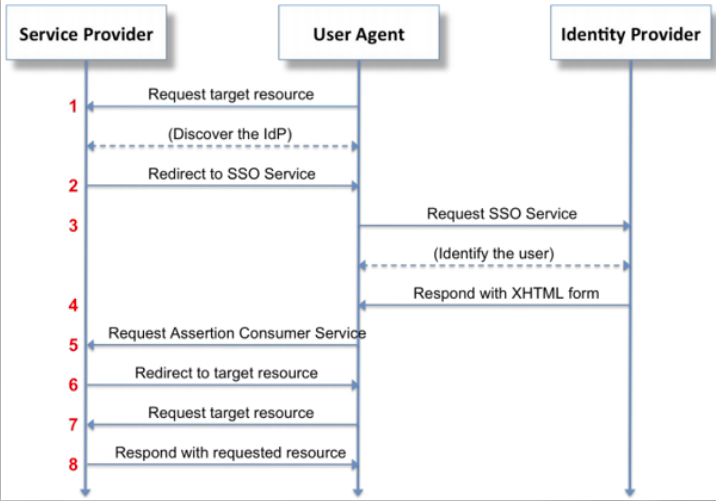 Service Provider
User Agent
Identity Provider
1
Request target resource
(Discover the IdP)
2
Redirect to SSO Service
3
Request SSO Service
(Identify the user)
4
Respond with XHTML form
5
Request Assertion Consumer Service
6
Redirect to target resource
7
Request target resource
8
Respond with requested resource